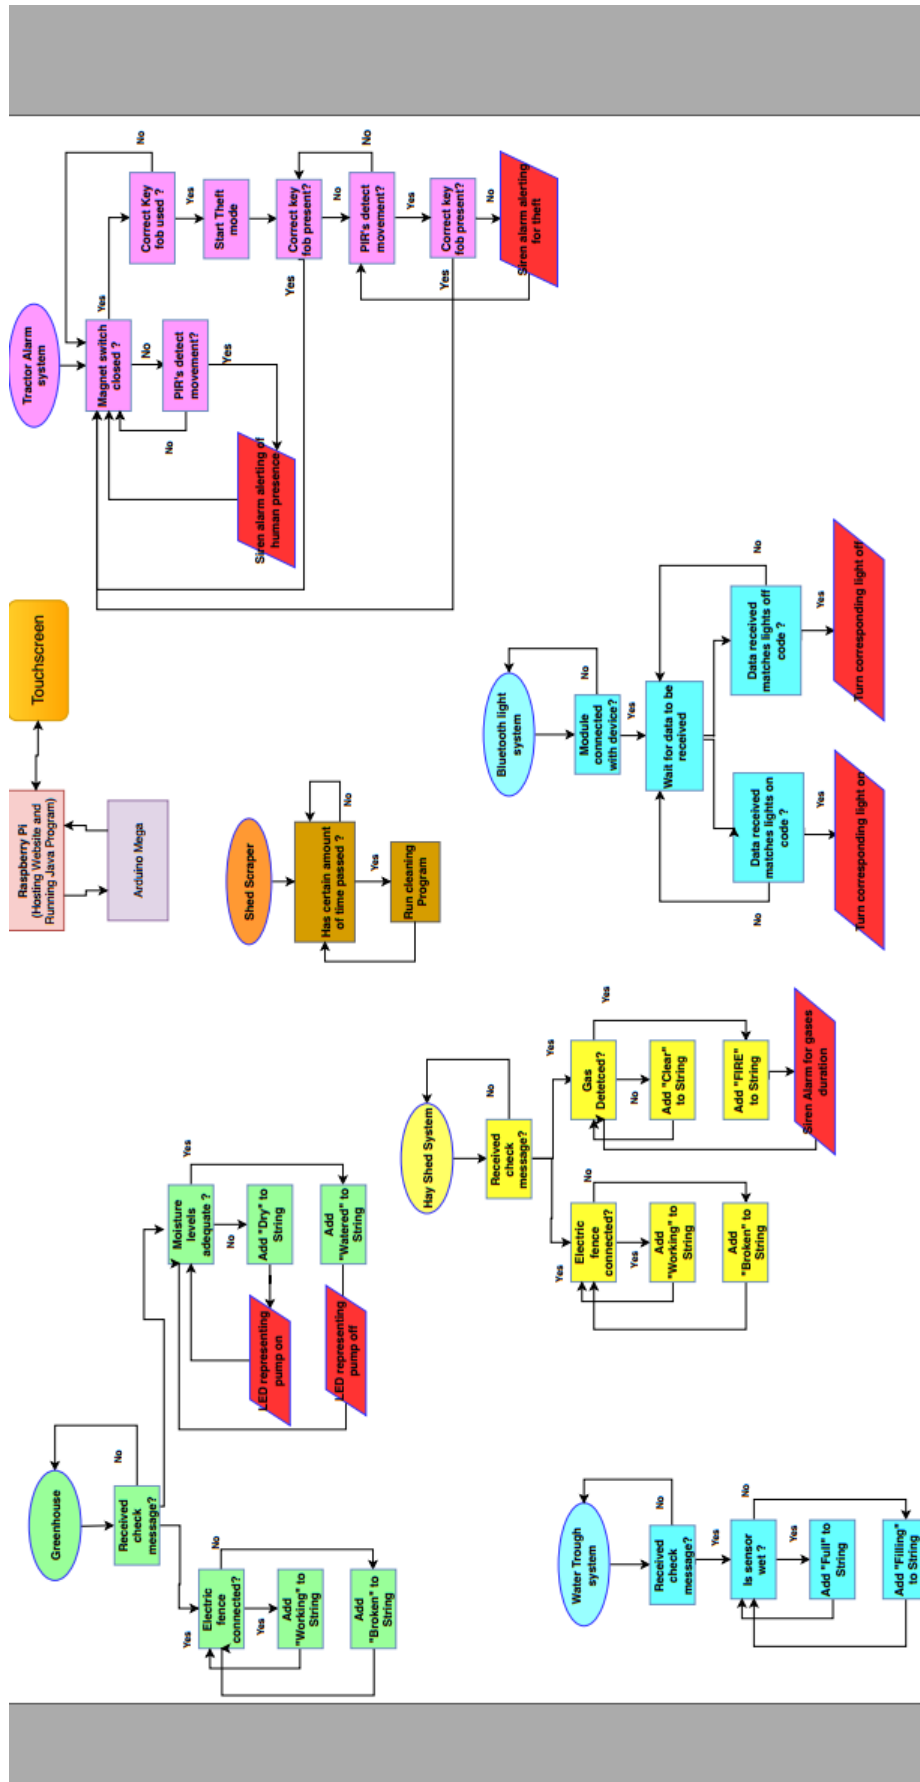 Greenhouse
Received
check
message?
No
Yes
Electric
fence
connected?
No
Yes
Add
"Working" to
String
Add
"Broken" to
String
Moisture
levels
adequate ?
Yes
No
Add "Dry" to
String
LED representing
pump on
Add
"Watered" to
String
LED representing
pump off
Raspberry Pi
(Hosting Website and
Running Java Program)
Touchscreen
Arduino Mega
Shed Scraper
Has certain amount
of time passed ?
No
Yes
Run cleaning
Program
Tractor Alarm
system
Magnet switch
closed ?
Yes
No
PIR's detect
movement?
No
Yes
Siren alarm alerting of
human presence
Correct Key
fob used ?
No
Yes
Start Theft
mode
Correct key
fob present?
Yes
No
PIR's detect
movement?
No
Yes
Correct key
fob present?
Yes
No
Siren alarm alerting
for theft
Water Trough
system
Received
check
message?
No
Yes
Is sensor
wet ?
No
Yes
Add "Full" to
String
Add "Filling"
to String
Hay Shed System
Received
check
message?
No
Yes
Yes
Electric
fence
connected?
No
Yes
Add
"Working" to
String
Add
"Broken" to
String
Gas
Detetced?
Yes
No
Add "Clear"
to String
Add "FIRE"
to String
Siren Alarm for gases
duration
Bluetooth light
system
Module
connected
with device?
No
Yes
Wait for data to be
received
Data received
matches lights on
code ?
No
Yes
Turn corresponding light on
Data received
matches lights off
code ?
No
Yes
Turn corresponding light off